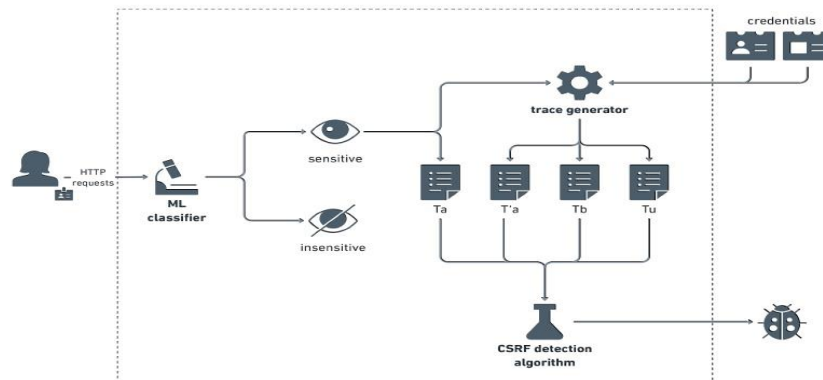 credentials
trace generator
HTTP
requests
sensitive
ML
classifier
Ta
T'a
Tb
Tu
insensitive
CSRF detection
algorithm